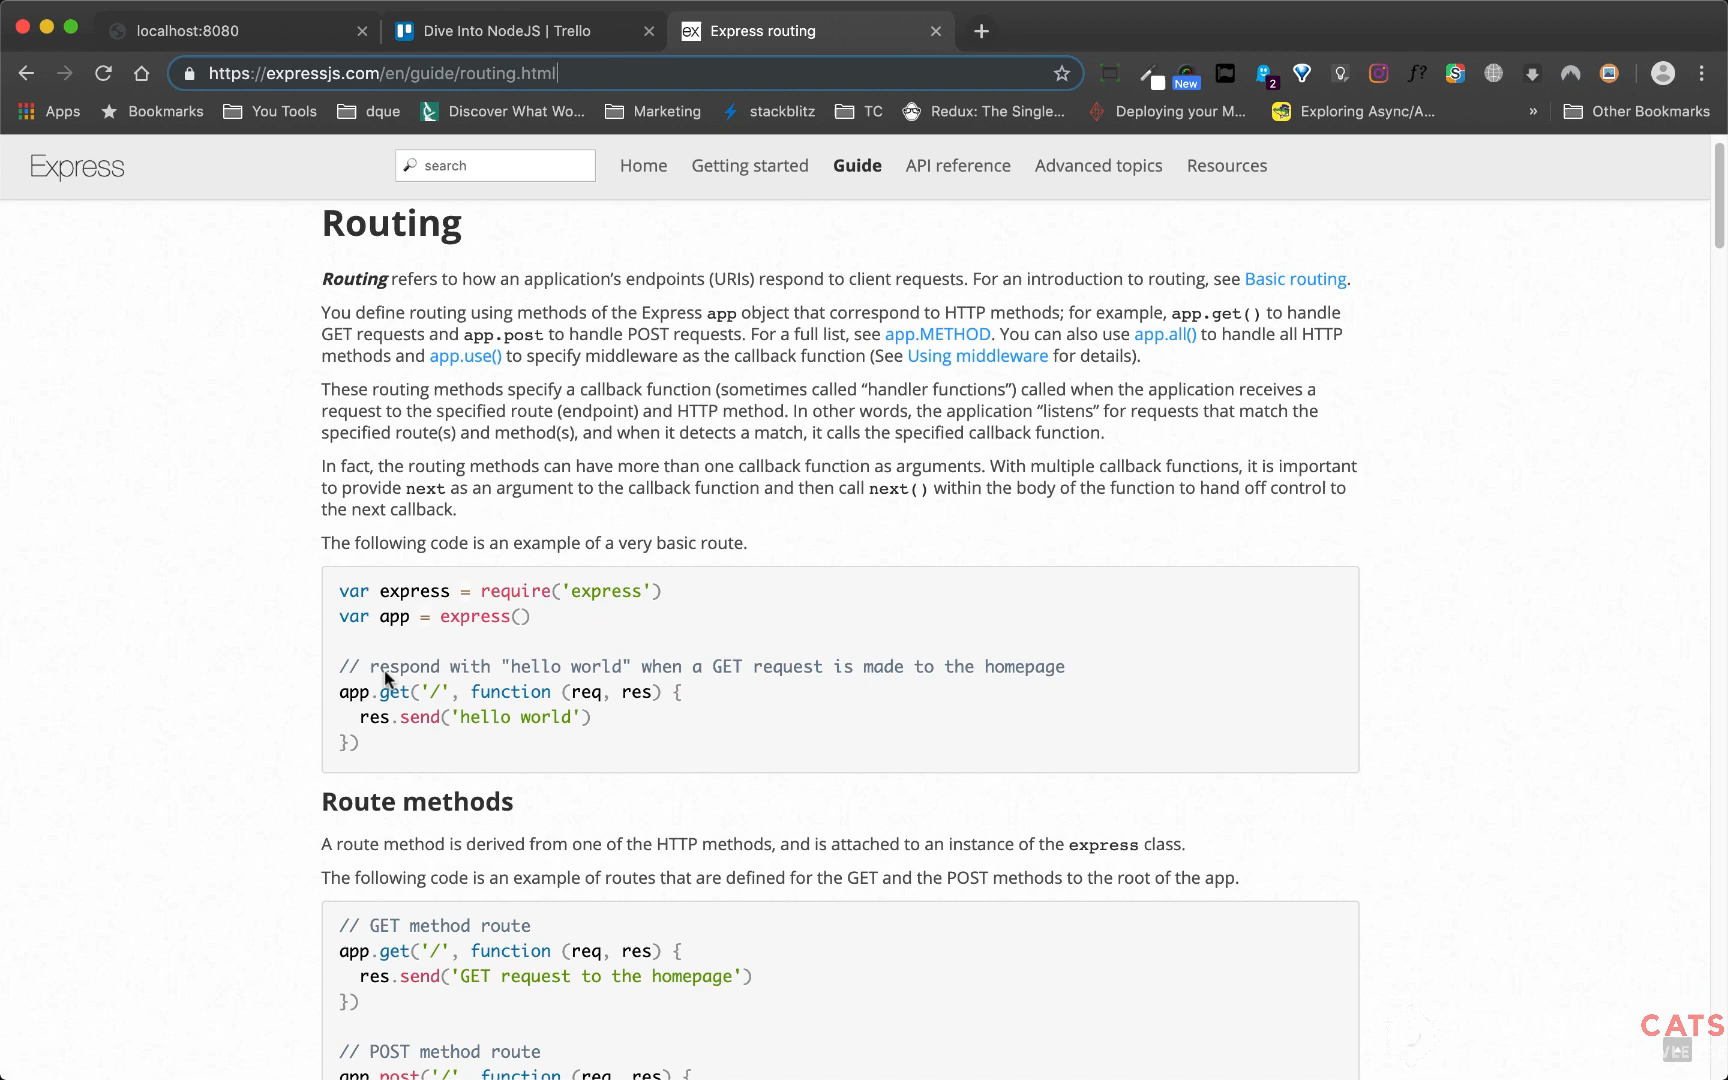 localhost:8080
Dive Into NodeJS | Trello
ex Express routing
https://expressjs.com/en/guide/routing.html
New
2
f?
S
Apps
Bookmarks
You Tools
dque
Discover What Wo...
Marketing
stackblitz
TC
Redux: The Single...
Deploying your M...
Exploring Async/A...
»
Other Bookmarks
Express
search
Home
Getting started
Guide
API reference
Advanced topics
Resources
Routing
Routing refers to how an application’s endpoints (URIs) respond to client requests. For an introduction to routing, see Basic routing.
You define routing using methods of the Express app object that correspond to HTTP methods; for example, app.get() to handle
GET requests and app.post to handle POST requests. For a full list, see app.METHOD. You can also use app.all() to handle all HTTP
methods and app.use() to specify middleware as the callback function (See Using middleware for details).
These routing methods specify a callback function (sometimes called “handler functions”) called when the application receives a
request to the specified route (endpoint) and HTTP method. In other words, the application “listens” for requests that match the
specified route(s) and method(s), and when it detects a match, it calls the specified callback function.
In fact, the routing methods can have more than one callback function as arguments. With multiple callback functions, it is important
to provide next as an argument to the callback function and then call next() within the body of the function to hand off control to
the next callback.
The following code is an example of a very basic route.
var express = require('express')
var app = express()
// respond with "hello world" when a GET request is made to the homepage
app.get('/', function (req, res) {
res.send('hello world')
})
Route methods
A route method is derived from one of the HTTP methods, and is attached to an instance of the express class.
The following code is an example of routes that are defined for the GET and the POST methods to the root of the app.
// GET method route
app.get('/', function (req, res) {
res.send('GET request to the homepage')
})
// POST method route
app.post('/', function (req, res) {
CATS